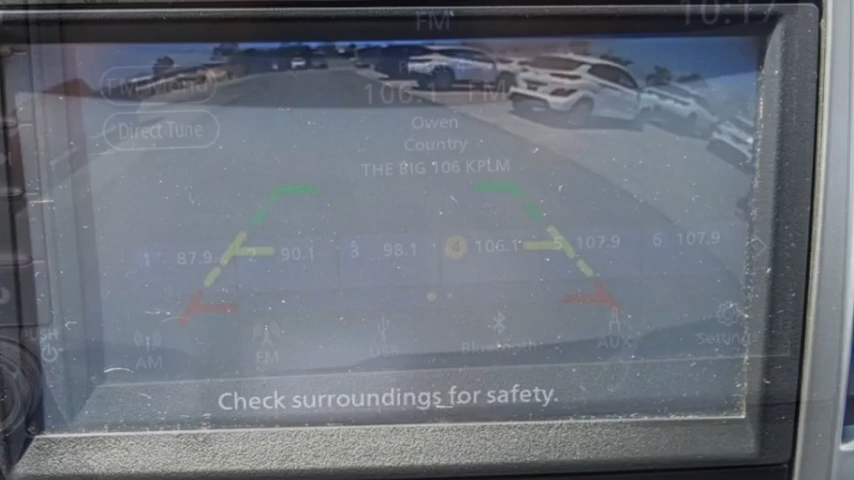 FM 10:17
FM Menu
106.1 FM
Direct Tune
Owen
Country
THE BIG 106 KPLM
1 87.9 90.1 3 98.1 4 106.1 5 107.9 6 107.9
PUSH
AM FM USB Bluetooth AUX Settings
Check surroundings for safety.